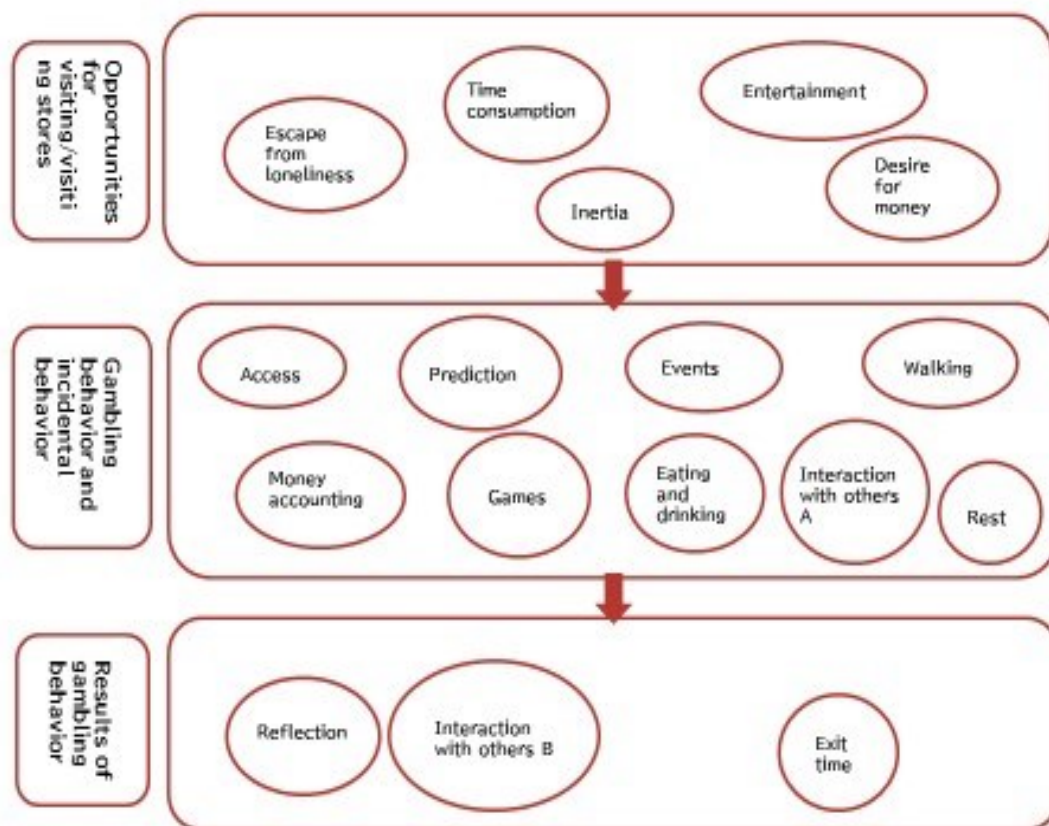 Opportunities
for
visiting/visiti
ng stores
Escape
from
loneliness
Time
consumption
Inertia
Entertainment
Desire
for
money
Gambling
behavior and
incidental
behavior
Access
Prediction
Events
Walking
Money
accounting
Games
Eating
and
drinking
Interaction
with others
A
Rest
Results of
gambling
behavior
Reflection
Interaction
with others B
Exit
time